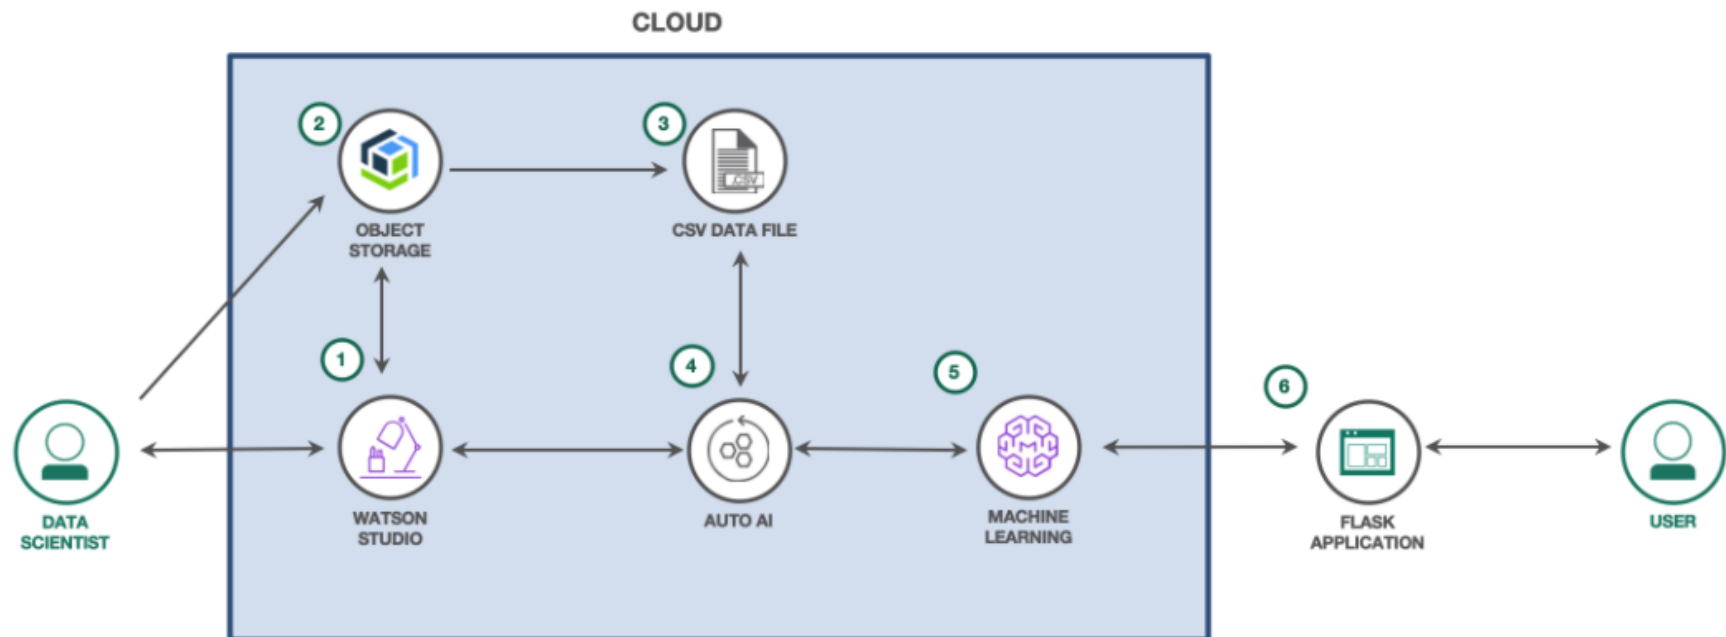 CLOUD
2
3
.CSV
OBJECT
STORAGE
CSV DATA FILE
1
4
5
6
M
DATA
SCIENTIST
WATSON
STUDIO
AUTO AI
MACHINE
LEARNING
FLASK
APPLICATION
USER